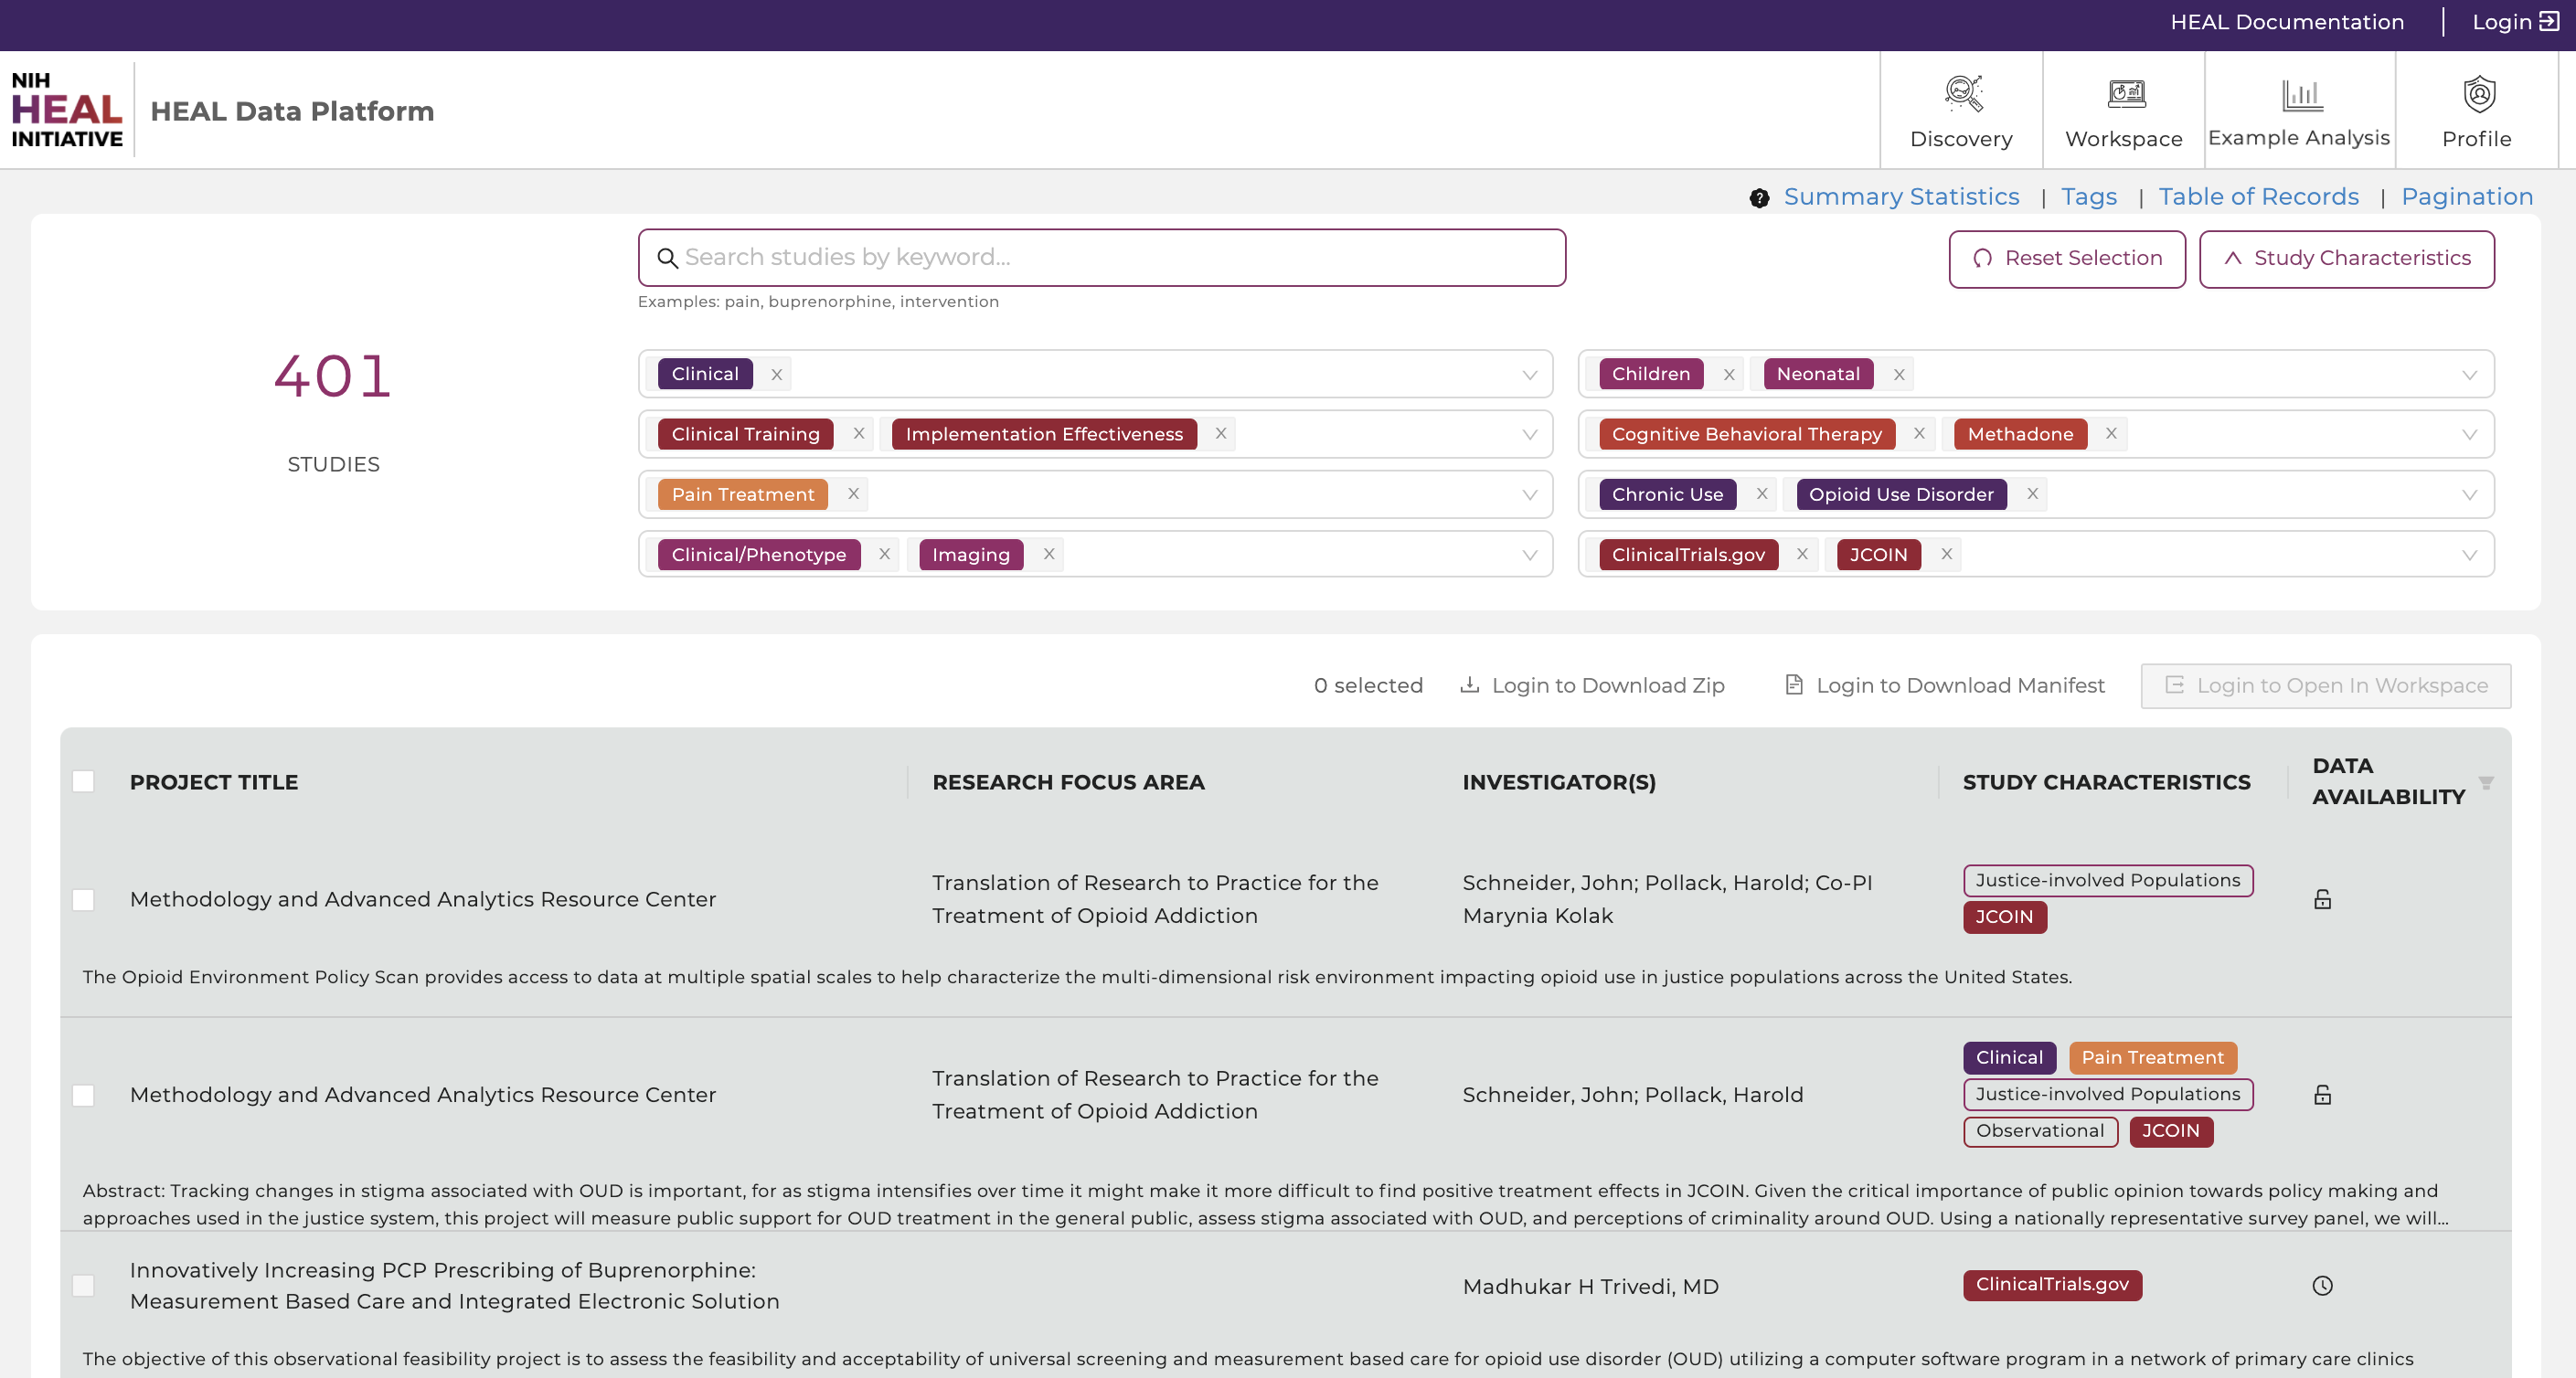 HEAL Documentation | Login
NIH
HEAL
INITIATIVE
HEAL Data Platform
Discovery
Workspace
Example Analysis
Profile
Summary Statistics | Tags | Table of Records | Pagination
Search studies by keyword...
Reset Selection
Study Characteristics
Examples: pain, buprenorphine, intervention
401
STUDIES
Clinical X
Children X Neonatal X
Clinical Training X Implementation Effectiveness X
Cognitive Behavioral Therapy X Methadone X
Pain Treatment X
Chronic Use X Opioid Use Disorder X
Clinical/Phenotype X Imaging X
ClinicalTrials.gov X JCOIN X
0 selected Login to Download Zip Login to Download Manifest Login to Open In Workspace
PROJECT TITLE
RESEARCH FOCUS AREA
INVESTIGATOR(S)
STUDY CHARACTERISTICS
DATA
AVAILABILITY
Methodology and Advanced Analytics Resource Center
Translation of Research to Practice for the
Treatment of Opioid Addiction
Schneider, John; Pollack, Harold; Co-PI
Marynia Kolak
Justice-involved Populations
JCOIN
The Opioid Environment Policy Scan provides access to data at multiple spatial scales to help characterize the multi-dimensional risk environment impacting opioid use in justice populations across the United States.
Methodology and Advanced Analytics Resource Center
Translation of Research to Practice for the
Treatment of Opioid Addiction
Schneider, John; Pollack, Harold
Clinical Pain Treatment
Justice-involved Populations
Observational JCOIN
Abstract: Tracking changes in stigma associated with OUD is important, for as stigma intensifies over time it might make it more difficult to find positive treatment effects in JCOIN. Given the critical importance of public opinion towards policy making and
approaches used in the justice system, this project will measure public support for OUD treatment in the general public, assess stigma associated with OUD, and perceptions of criminality around OUD. Using a nationally representative survey panel, we will...
Innovatively Increasing PCP Prescribing of Buprenorphine:
Measurement Based Care and Integrated Electronic Solution
Madhukar H Trivedi, MD
ClinicalTrials.gov
The objective of this observational feasibility project is to assess the feasibility and acceptability of universal screening and measurement based care for opioid use disorder (OUD) utilizing a computer software program in a network of primary care clinics